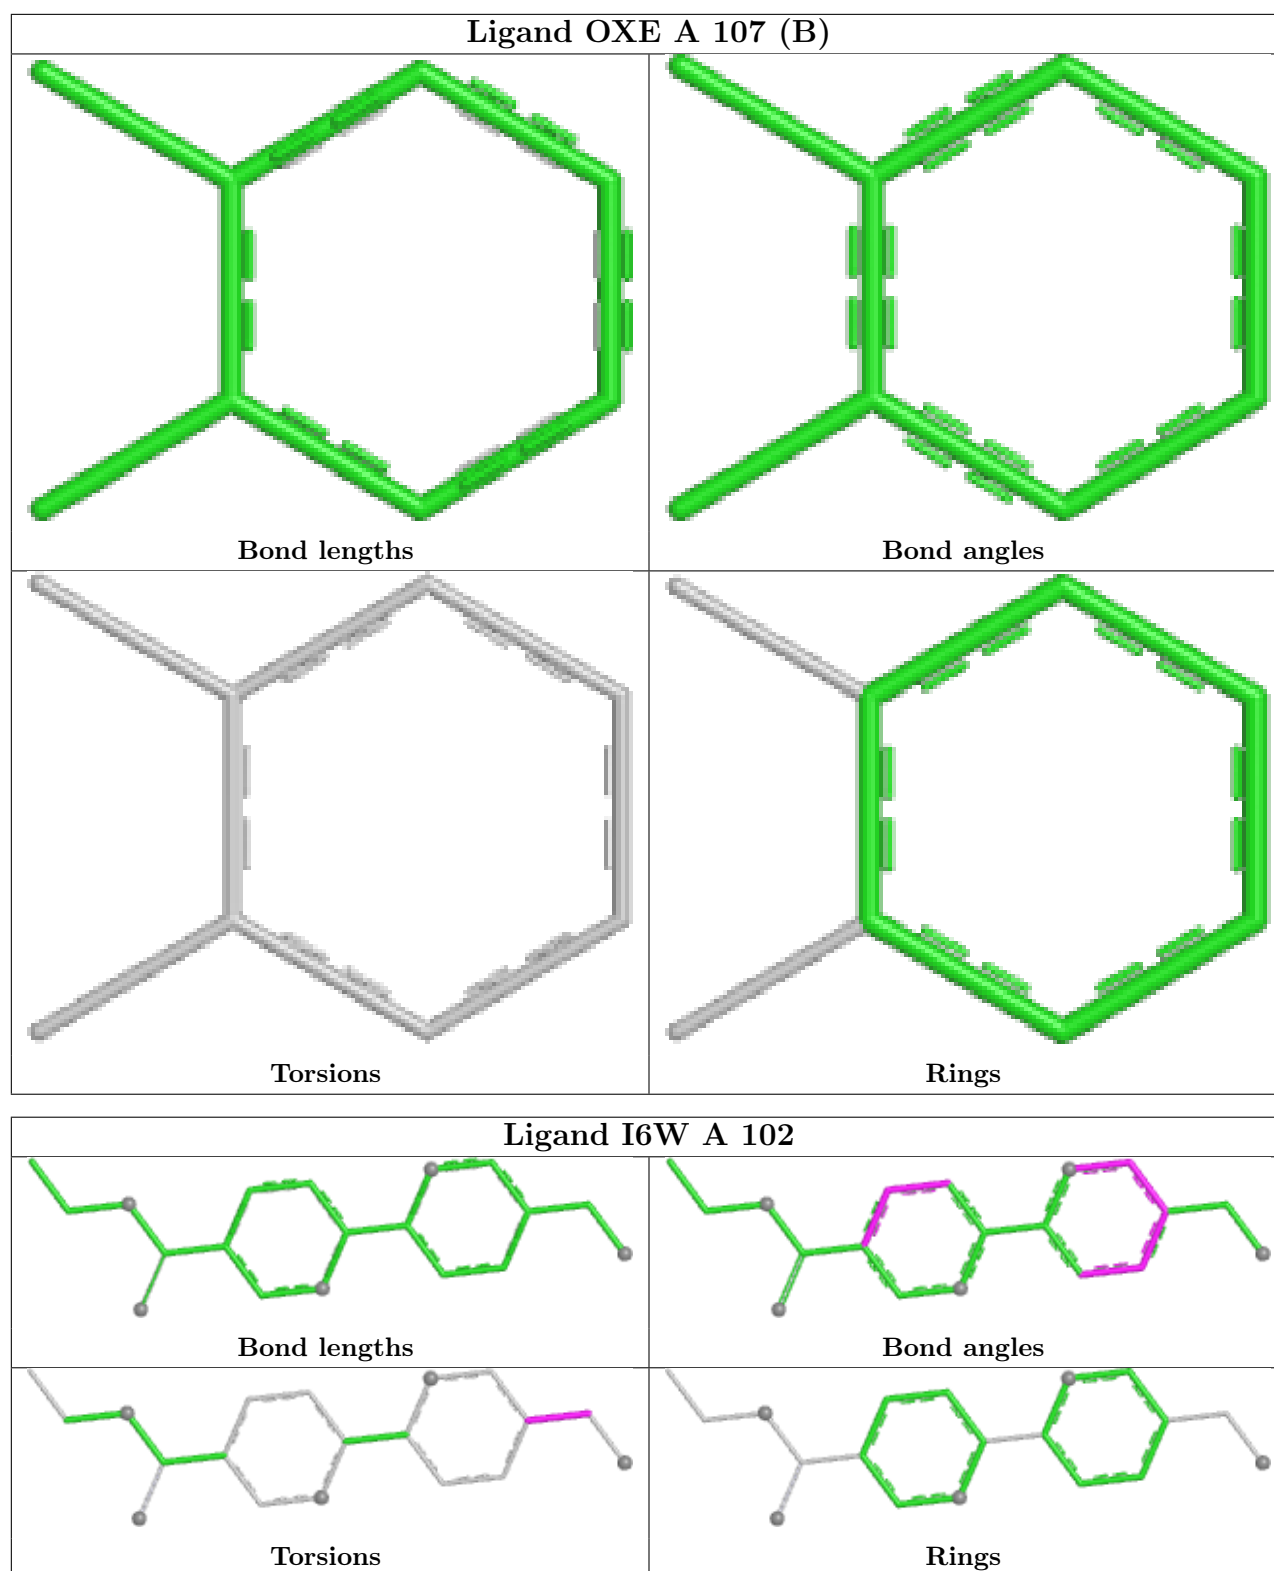 Ligand OXE A 107 (B)
Bond lengths
Bond angles
Torsions
Rings
Ligand I6W A 102
Bond lengths
Bond angles
Torsions
Rings